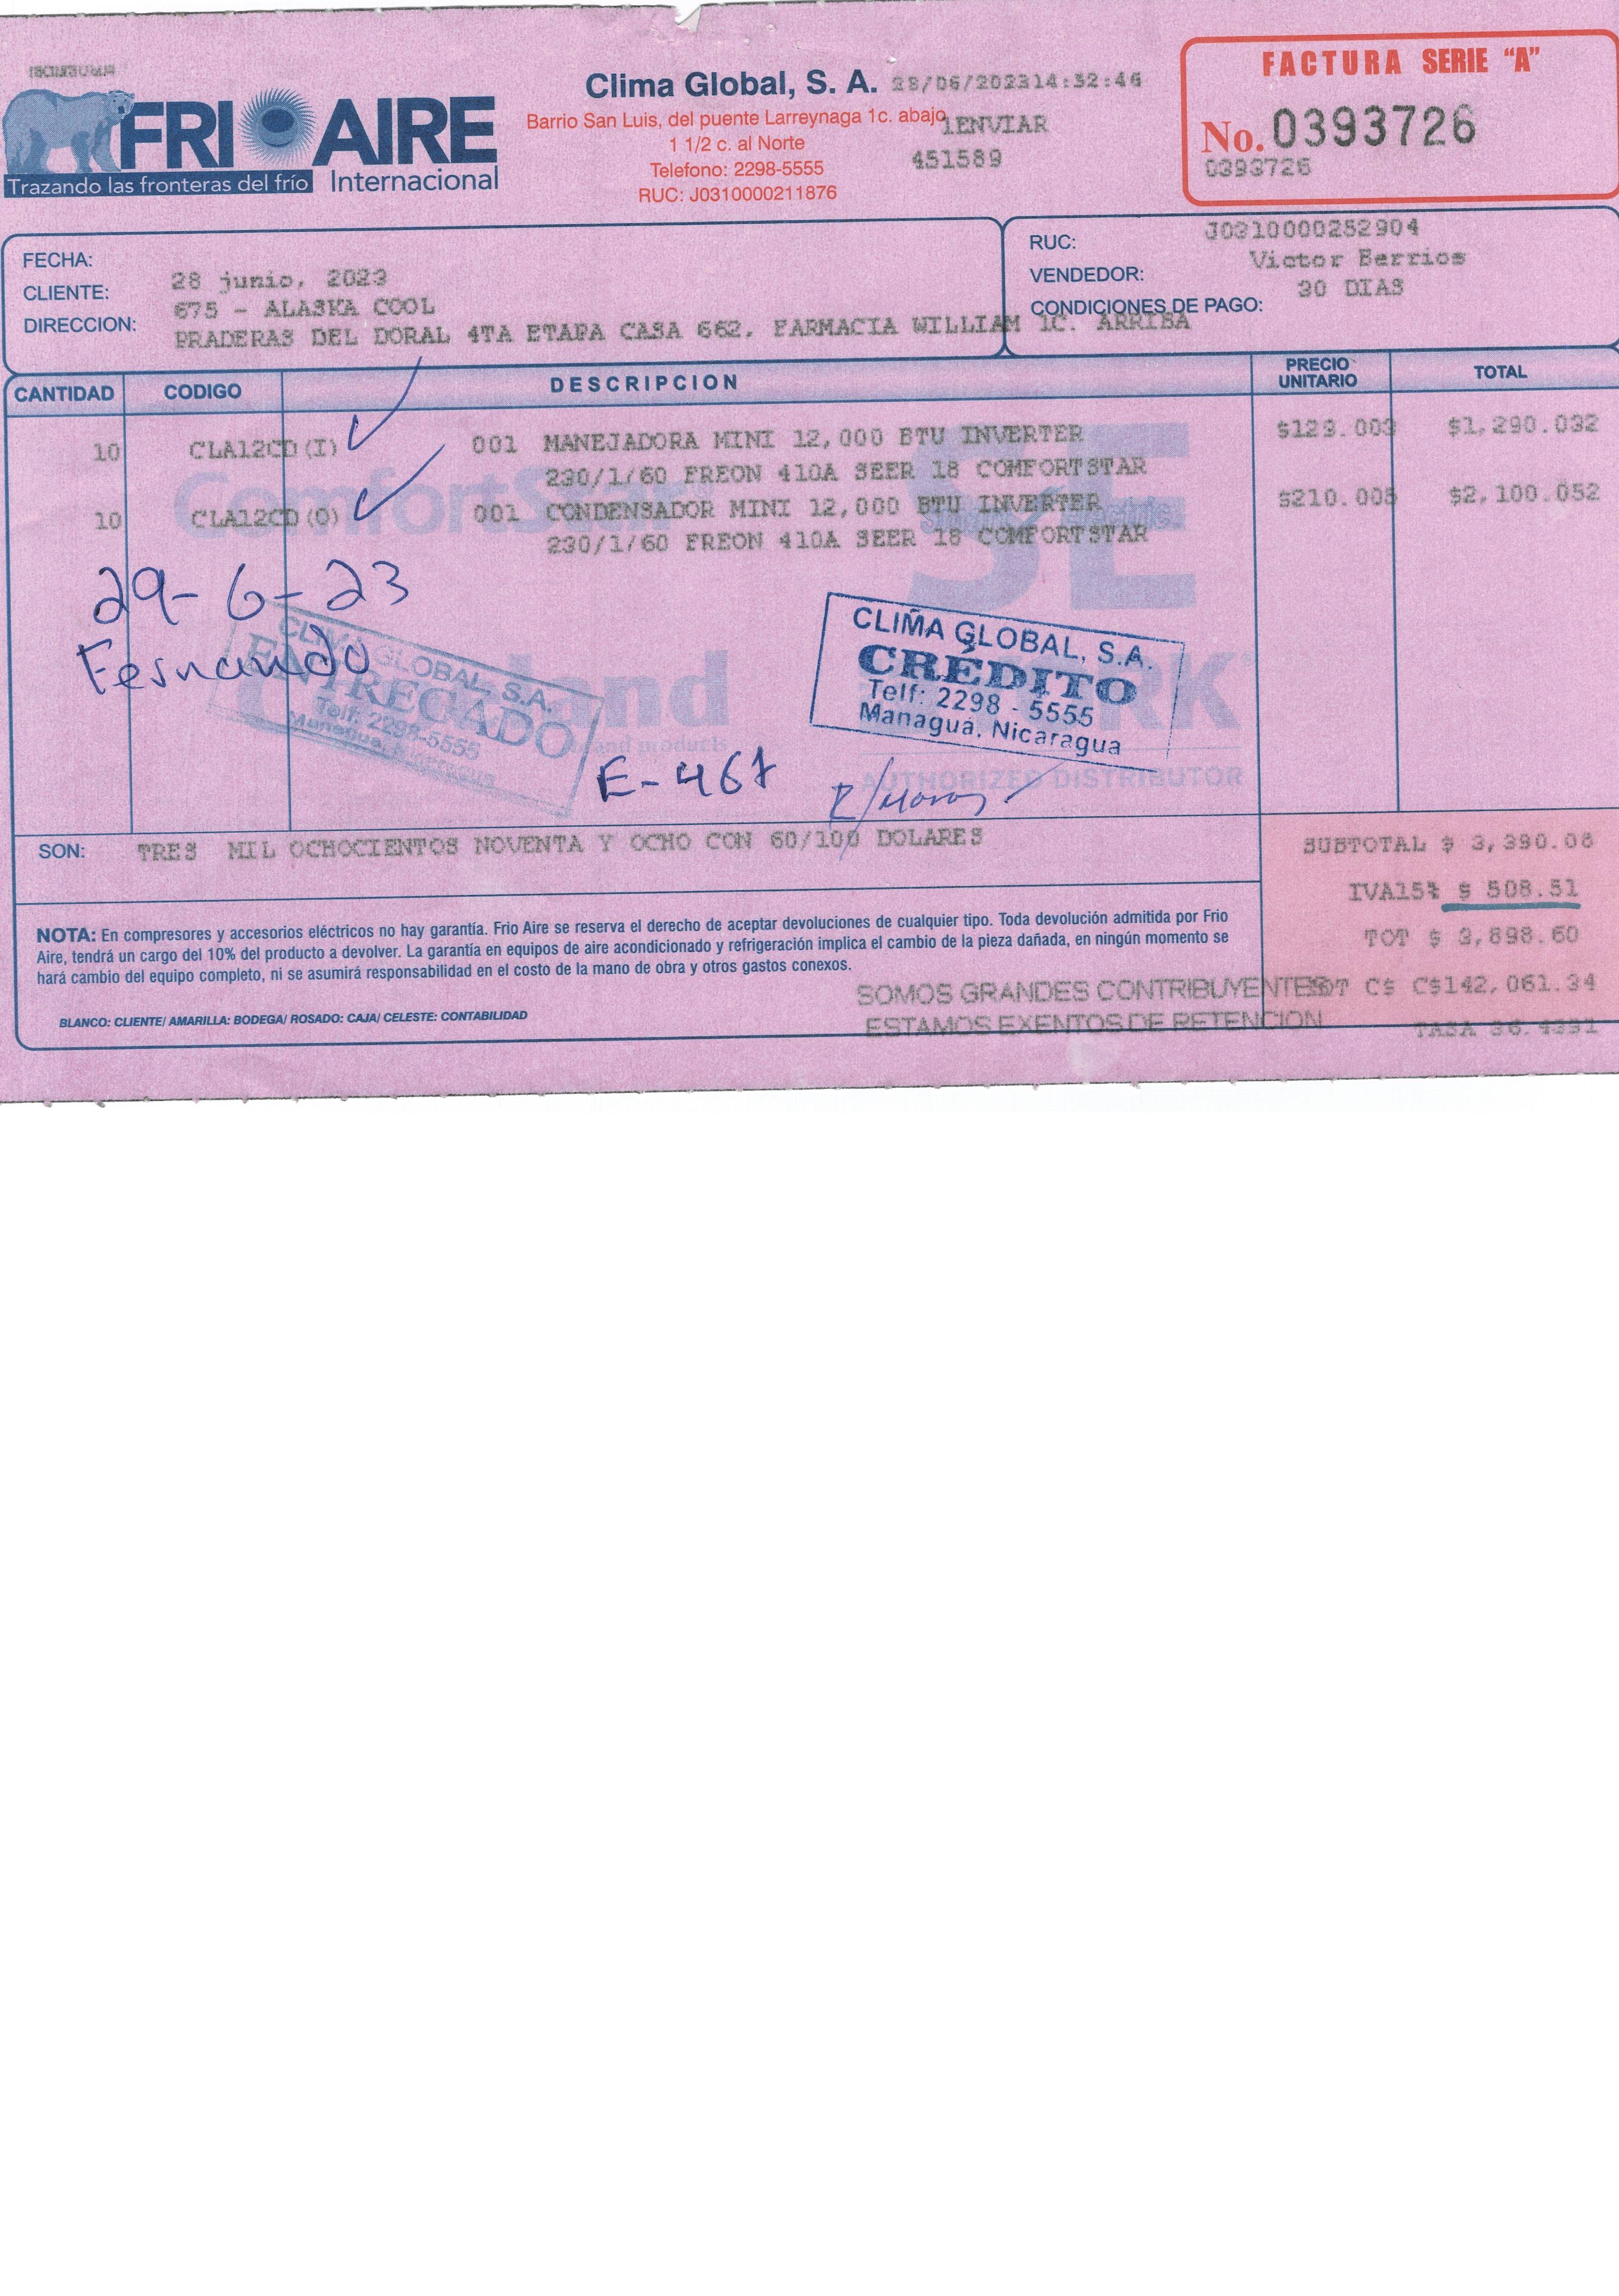 FACTURA SERIE "A"
No. 0393726
0393726
FRIOAIRE
Trazando las fronteras del frío Internacional
Clima Global, S. A. 28/06/202314:32:46
Barrio San Luis, del puente Larreynaga 1c. abajo
1ENVIAR
1 1/2 c. al Norte
451589
Telefono: 2298-5555
RUC: J0310000211876
FECHA: 28 junio, 2023
CLIENTE: 675 - ALASKA COOL
DIRECCION: PRADERAS DEL DORAL 4TA ETAPA CASA 662, FARMACIA WILLIAM 1C. ARRIBA
RUC: J0310000252904
VENDEDOR: Victor Berrios
CONDICIONES DE PAGO: 30 DIAS
CANTIDAD CODIGO DESCRIPCION PRECIO UNITARIO TOTAL
10 CLA12CD(I) 001 MANEJADORA MINI 12,000 BTU INVERTER $129.003 $1,290.032
230/1/60 FREON 410A SEER 18 COMFORTSTAR
10 CLA12CD(O) 001 CONDENSADOR MINI 12,000 BTU INVERTER $210.005 $2,100.052
230/1/60 FREON 410A SEER 18 COMFORTSTAR
29-6-23
Fernando
CLIMA GLOBAL, S.A.
ENTREGADO
Telf: 2298-5555
Managua, Nicaragua
CLIMA GLOBAL, S.A.
CRÉDITO
Telf: 2298 - 5555
Managua, Nicaragua
AUTHORIZED DISTRIBUTOR
SON: TRES MIL OCHOCIENTOS NOVENTA Y OCHO CON 60/100 DOLARES
SUBTOTAL $ 3,390.08
IVA15% $ 508.51
TOT $ 3,898.60
TOT C$ C$142,061.34
TASA 36.4391
NOTA: En compresores y accesorios eléctricos no hay garantía. Frio Aire se reserva el derecho de aceptar devoluciones de cualquier tipo. Toda devolución admitida por Frio
Aire, tendrá un cargo del 10% del producto a devolver. La garantía en equipos de aire acondicionado y refrigeración implica el cambio de la pieza dañada, en ningún momento se
hará cambio del equipo completo, ni se asumirá responsabilidad en el costo de la mano de obra y otros gastos conexos.
SOMOS GRANDES CONTRIBUYENTES
ESTAMOS EXENTOS DE RETENCION
BLANCO: CLIENTE/ AMARILLA: BODEGA/ ROSADO: CAJA/ CELESTE: CONTABILIDAD